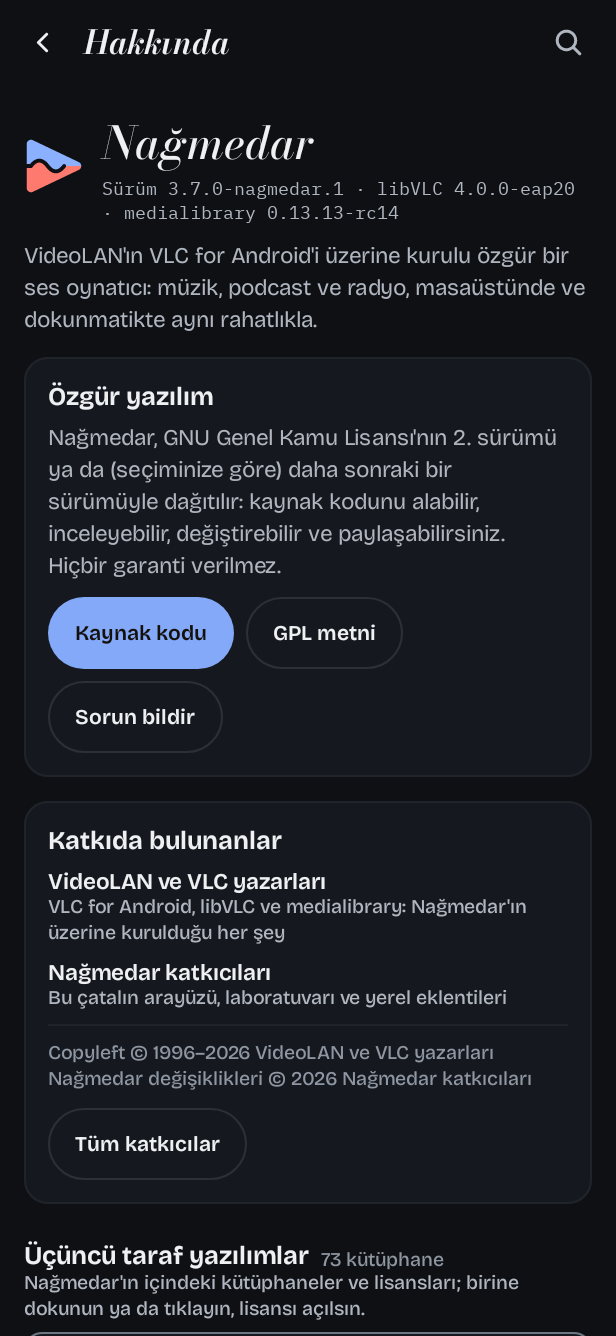 Hakkında
Nağmedar
Sürüm 3.7.0-nagmedar.1 · libVLC 4.0.0-eap20
· medialibrary 0.13.13-rc14
VideoLAN'ın VLC for Android'i üzerine kurulu özgür bir
ses oynatıcı: müzik, podcast ve radyo, masaüstünde ve
dokunmatikte aynı rahatlıkla.
Özgür yazılım
Nağmedar, GNU Genel Kamu Lisansı'nın 2. sürümü
ya da (seçiminize göre) daha sonraki bir
sürümüyle dağıtılır: kaynak kodunu alabilir,
inceleyebilir, değiştirebilir ve paylaşabilirsiniz.
Hiçbir garanti verilmez.
Kaynak kodu
GPL metni
Sorun bildir
Katkıda bulunanlar
VideoLAN ve VLC yazarları
VLC for Android, libVLC ve medialibrary: Nağmedar'ın
üzerine kurulduğu her şey
Nağmedar katkıcıları
Bu çatalın arayüzü, laboratuvarı ve yerel eklentileri
Copyleft © 1996–2026 VideoLAN ve VLC yazarları
Nağmedar değişiklikleri © 2026 Nağmedar katkıcıları
Tüm katkıcılar
Üçüncü taraf yazılımlar 73 kütüphane
Nağmedar'ın içindeki kütüphaneler ve lisansları; birine
dokunun ya da tıklayın, lisansı açılsın.